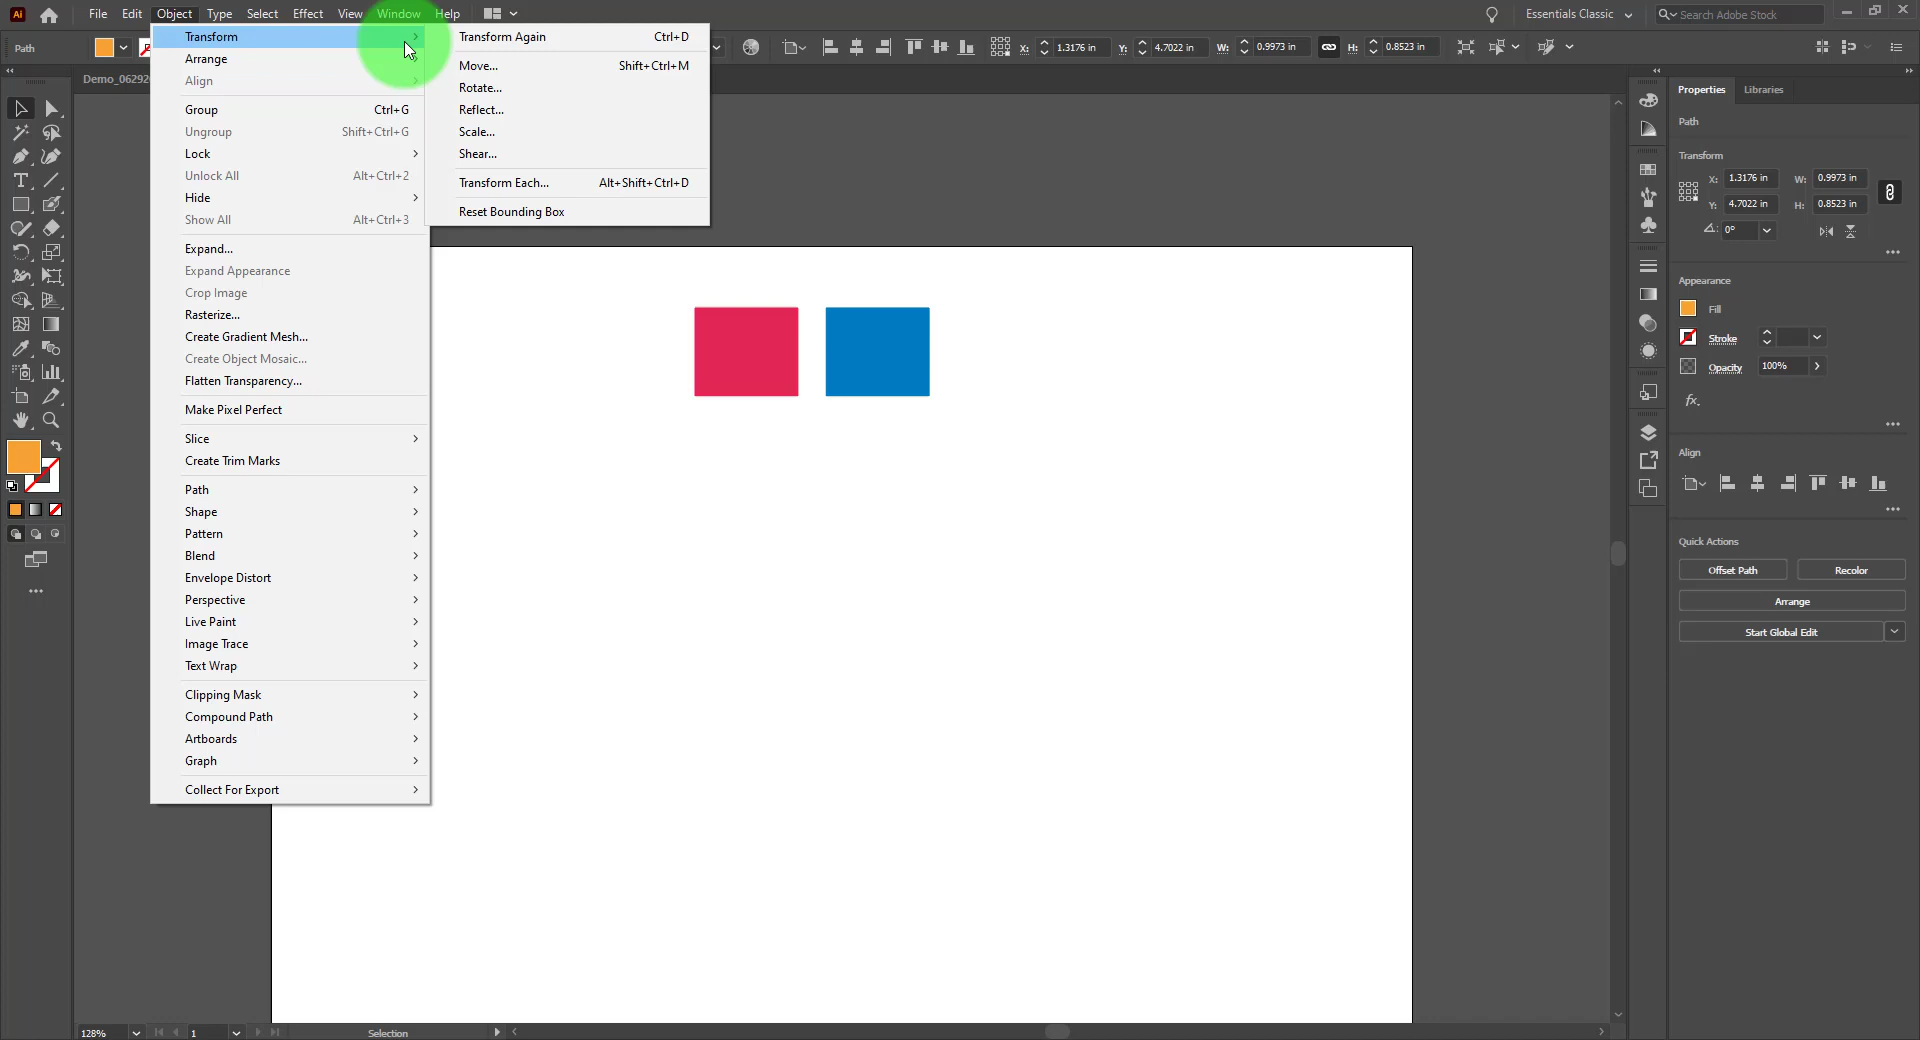 Ai File Edit Object Type Select Effect View Window Help Essentials Classic Search Adobe Stock
Path X: 1.3176 in Y: 4.7022 in W: 0.9973 in H: 0.8523 in
Transform
Arrange
Align
Group Ctrl+G
Ungroup Shift+Ctrl+G
Lock
Unlock All Alt+Ctrl+2
Hide
Show All Alt+Ctrl+3
Expand...
Expand Appearance
Crop Image
Rasterize...
Create Gradient Mesh...
Create Object Mosaic...
Flatten Transparency...
Make Pixel Perfect
Slice
Create Trim Marks
Path
Shape
Pattern
Blend
Envelope Distort
Perspective
Live Paint
Image Trace
Text Wrap
Clipping Mask
Compound Path
Artboards
Graph
Collect For Export
Transform Again Ctrl+D
Move... Shift+Ctrl+M
Rotate...
Reflect...
Scale...
Shear...
Transform Each... Alt+Shift+Ctrl+D
Reset Bounding Box
Properties Libraries
Path
Transform
X: 1.3176 in W: 0.9973 in
Y: 4.7022 in H: 0.8523 in
0°
Appearance
Fill
Stroke
Opacity 100%
fx.
Align
Quick Actions
Offset Path Recolor
Arrange
Start Global Edit
128% 1 Selection